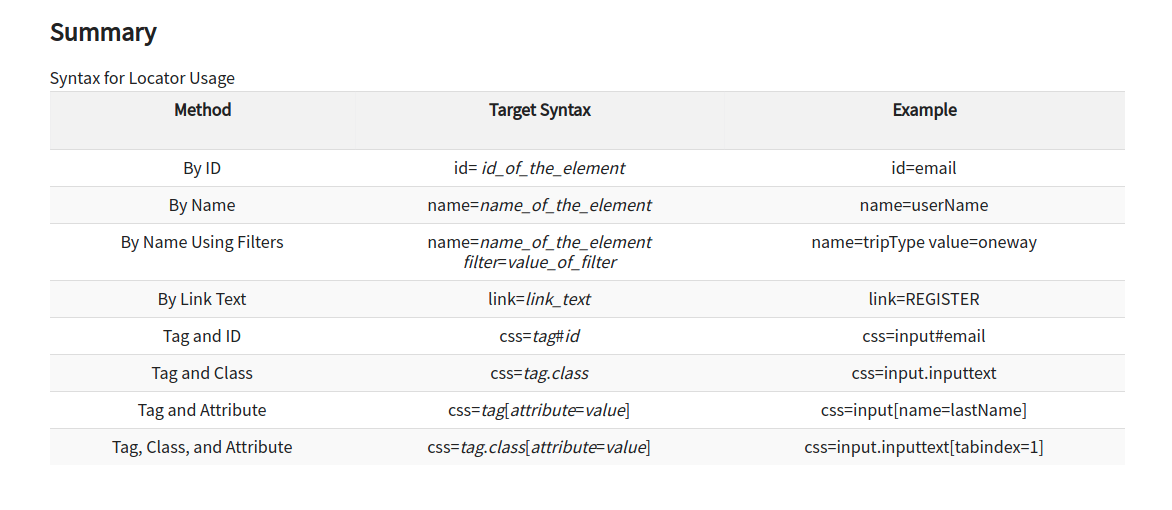 Summary
Syntax for Locator Usage
Method Target Syntax Example
By ID id= id_of_the_element id=email
By Name name=name_of_the_element name=userName
By Name Using Filters name=name_of_the_element name=tripType value=oneway
filter=value_of_filter
By Link Text link=link_text link=REGISTER
Tag and ID css=tag#id css=input#email
Tag and Class css=tag.class css=input.inputtext
Tag and Attribute css=tag[attribute=value] css=input[name=lastName]
Tag, Class, and Attribute css=tag.class[attribute=value] css=input.inputtext[tabindex=1]